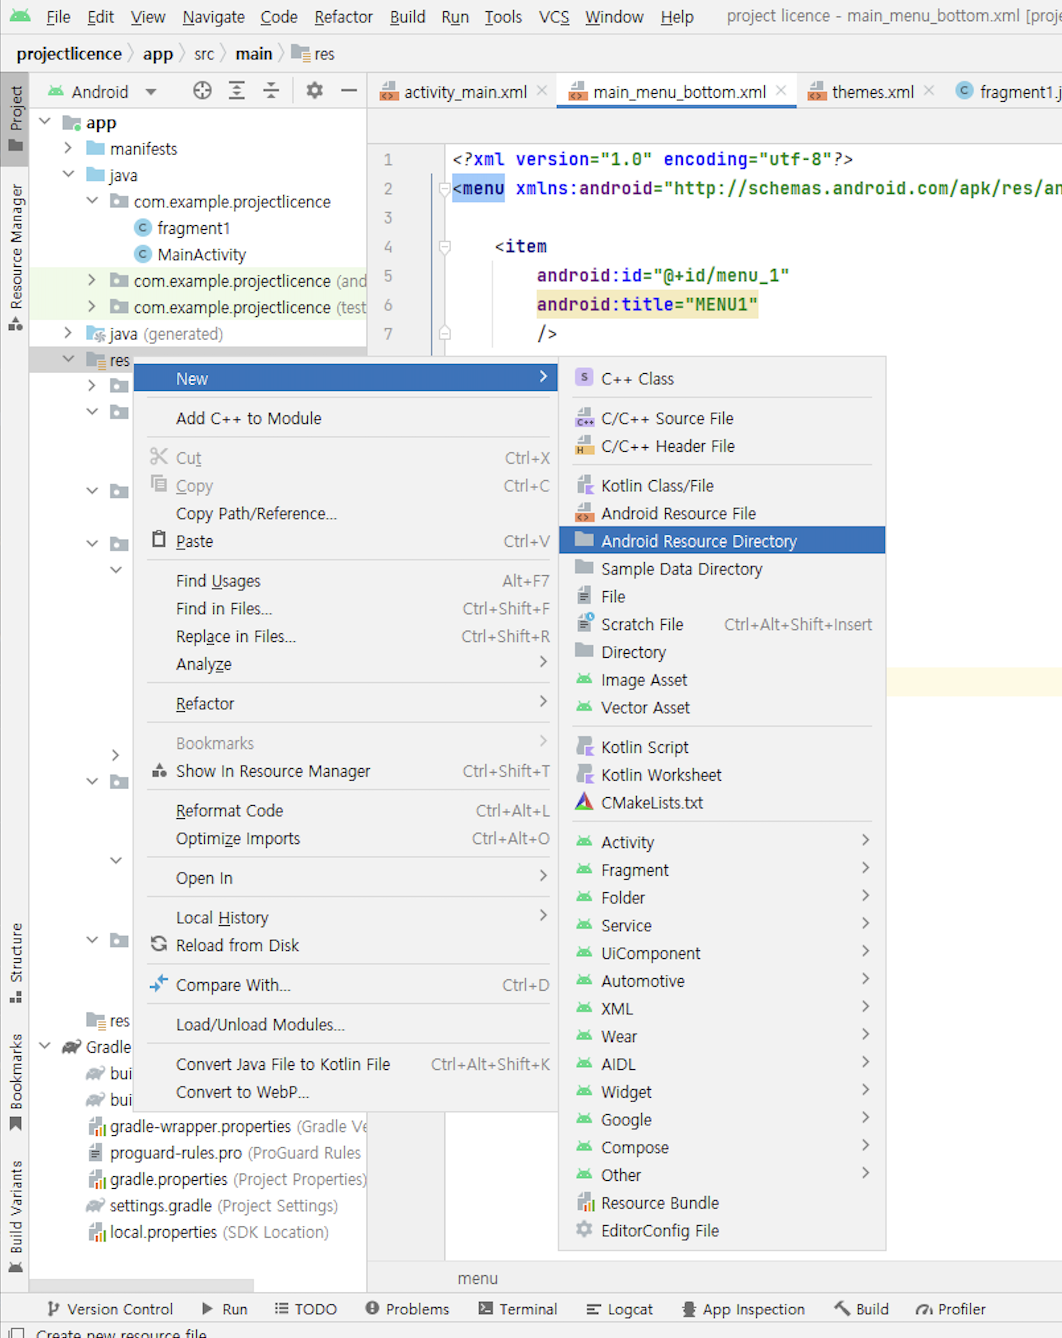 File Edit View Navigate Code Refactor Build Run Tools VCS Window Help project licence - main_menu_bottom.xml [proj
projectlicence app src main res
Project
Resource Manager
Structure
Bookmarks
Build Variants
Android
activity_main.xml main_menu_bottom.xml themes.xml fragment1.j
app
manifests
java
com.example.projectlicence
fragment1
MainActivity
com.example.projectlicence (and
com.example.projectlicence (test
java (generated)
res
res
Gradle
bui
bui
gradle-wrapper.properties (Gradle Ve
proguard-rules.pro (ProGuard Rules
gradle.properties (Project Properties)
settings.gradle (Project Settings)
local.properties (SDK Location)
1 <?xml version="1.0" encoding="utf-8"?>
2 <menu xmlns:android="http://schemas.android.com/apk/res/an
3
4 <item
5 android:id="@+id/menu_1"
6 android:title="MENU1"
7 />
New
Add C++ to Module
Cut Ctrl+X
Copy Ctrl+C
Copy Path/Reference...
Paste Ctrl+V
Find Usages Alt+F7
Find in Files... Ctrl+Shift+F
Replace in Files... Ctrl+Shift+R
Analyze
Refactor
Bookmarks
Show In Resource Manager Ctrl+Shift+T
Reformat Code Ctrl+Alt+L
Optimize Imports Ctrl+Alt+O
Open In
Local History
Reload from Disk
Compare With... Ctrl+D
Load/Unload Modules...
Convert Java File to Kotlin File Ctrl+Alt+Shift+K
Convert to WebP...
S C++ Class
C++ C/C++ Source File
H C/C++ Header File
Kotlin Class/File
Android Resource File
Android Resource Directory
Sample Data Directory
File
Scratch File Ctrl+Alt+Shift+Insert
Directory
Image Asset
Vector Asset
Kotlin Script
Kotlin Worksheet
CMakeLists.txt
Activity
Fragment
Folder
Service
UiComponent
Automotive
XML
Wear
AIDL
Widget
Google
Compose
Other
Resource Bundle
EditorConfig File
menu
Version Control Run TODO Problems Terminal Logcat App Inspection Build Profiler
Create new resource file